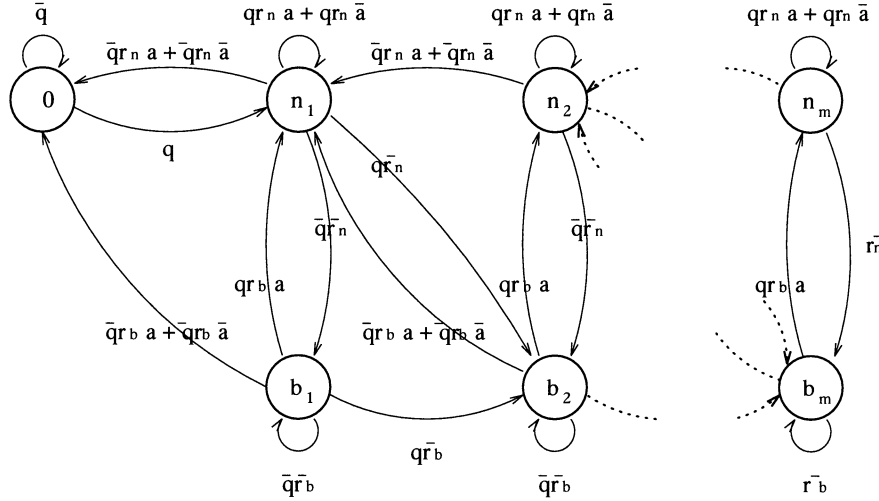 q̄
qrₙ a + qrₙ ā
qrₙ a + qrₙ ā
qrₙ a + qrₙ ā
q̄rₙ a + q̄rₙ ā
q̄rₙ a + q̄rₙ ā
0
n₁
n₂
nₘ
q
qr̄ₙ
q̄r̄ₙ
q̄r̄ₙ
r̄ₙ
qr_b a
qr_b a
qr_b a
q̄r_b a + q̄r_b ā
q̄r_b a + q̄r_b ā
b₁
b₂
bₘ
qr̄_b
q̄r̄_b
q̄r̄_b
r̄_b